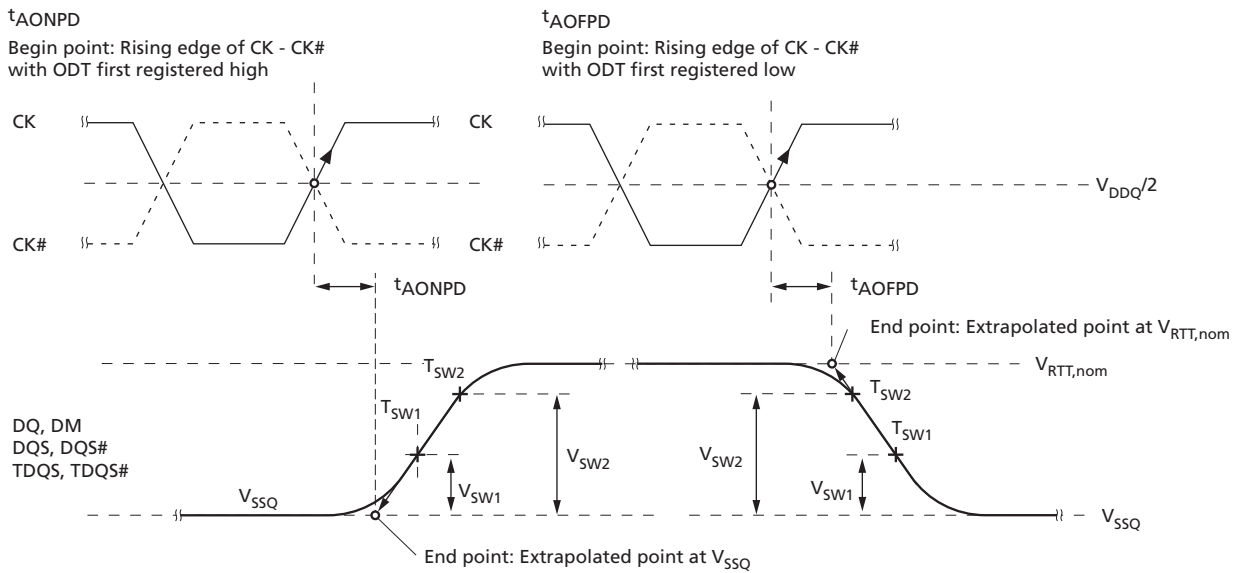 tAONPD
Begin point: Rising edge of CK - CK#
with ODT first registered high
tAOFPD
Begin point: Rising edge of CK - CK#
with ODT first registered low
CK
CK
VDDQ/2
CK#
CK#
tAONPD
tAOFPD
End point: Extrapolated point at VRTT,nom
TSW2
VRTT,nom
TSW2
TSW1
TSW1
DQ, DM
DQS, DQS#
TDQS, TDQS#
VSW2
VSW2
VSW1
VSW1
VSSQ
VSSQ
End point: Extrapolated point at VSSQ